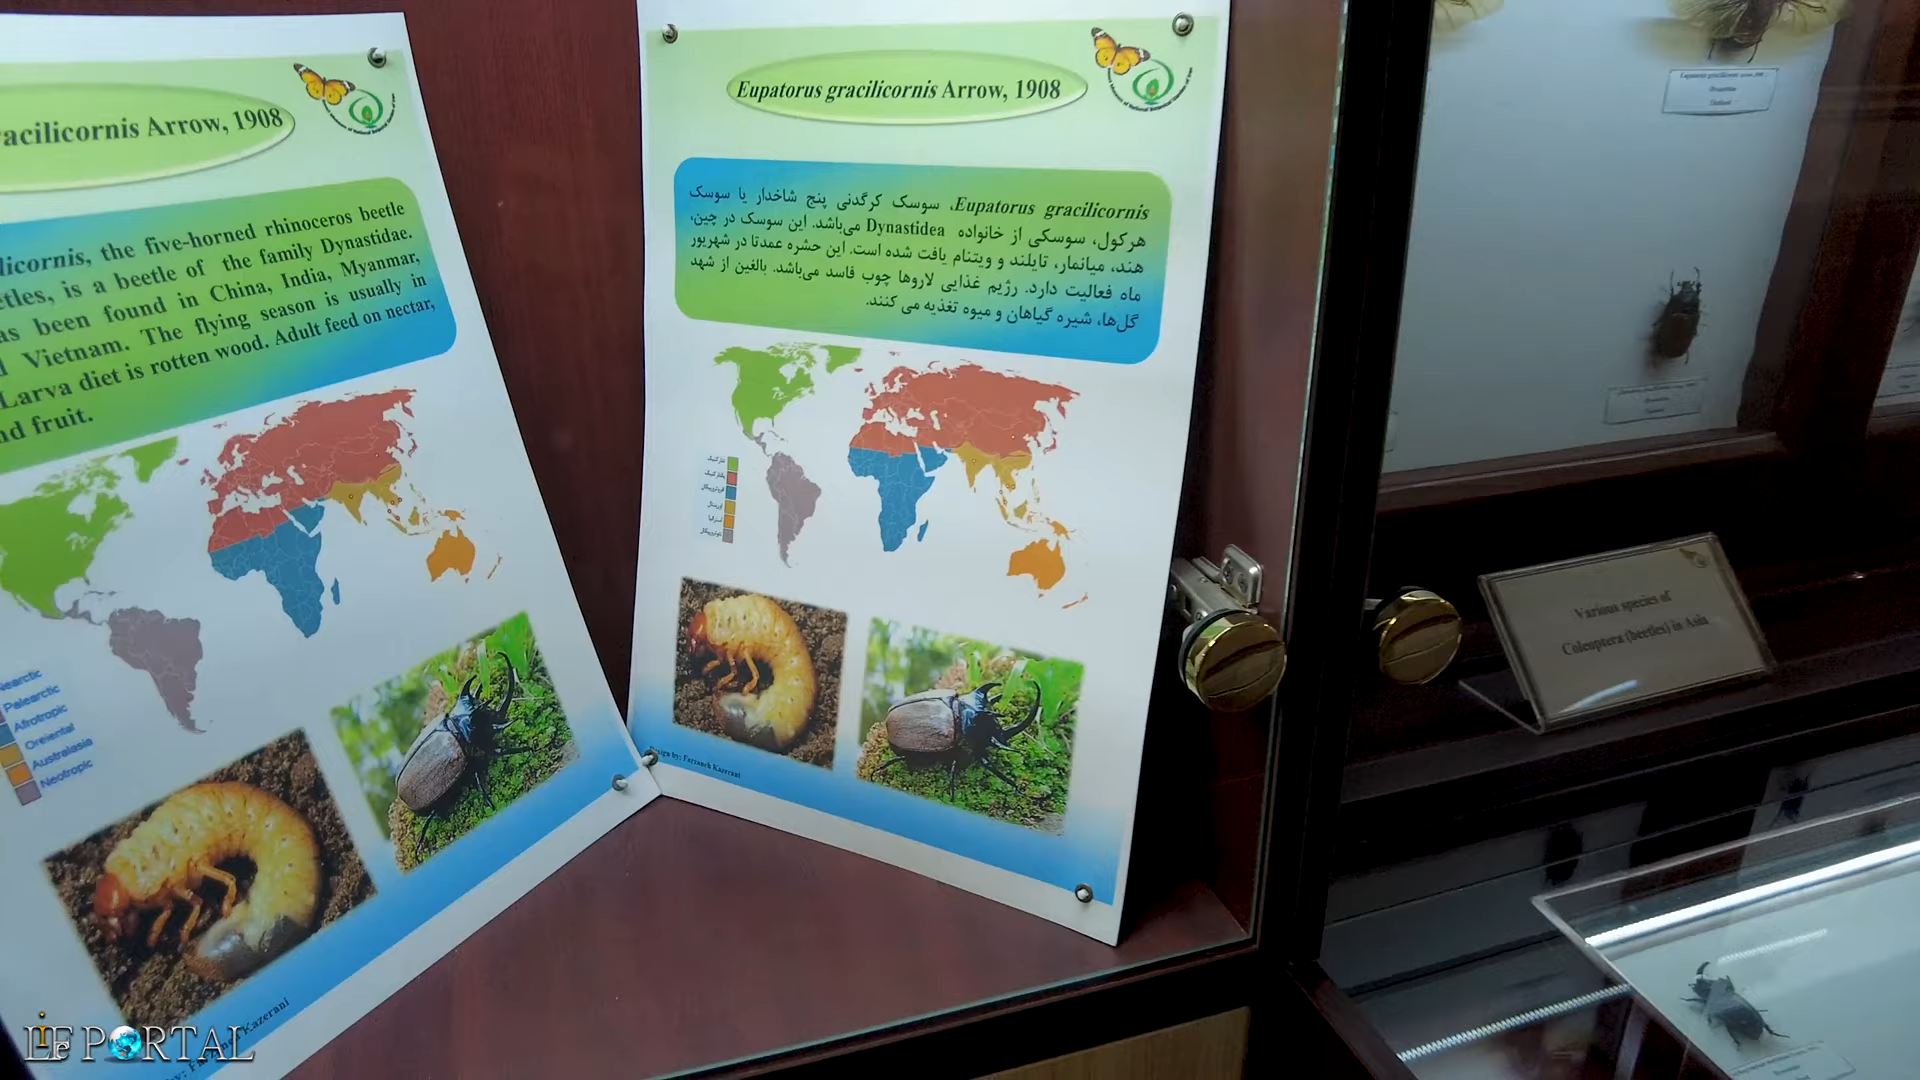 acilicornis Arrow, 1908
licornis, the five-horned rhinoceros beetle
etles, is a beetle of the family Dynastidae.
as been found in China, India, Myanmar,
d Vietnam. The flying season is usually in
Larva diet is rotten wood. Adult feed on nectar,
nd fruit.
Nearctic
Palearctic
Afrotropic
Oreiental
Australasia
Neotropic
Kazerani
Eupatorus gracilicornis Arrow, 1908
Eupatorus gracilicornis، سوسک کرگدنی پنج شاخدار یا سوسک
هرکول، سوسکی از خانواده Dynastidea می‌باشد. این سوسک در چین،
هند، میانمار، تایلند و ویتنام یافت شده است. این حشره عمدتا در شهریور
ماه فعالیت دارد. رژیم غذایی لاروها چوب فاسد می‌باشد. بالغین از شهد
گل‌ها، شیره گیاهان و میوه تغذیه می کنند.
Design by: Farzaneh Kazerani
Various species of
Coleoptera (beetles) in Asia
LiFe PORTAL